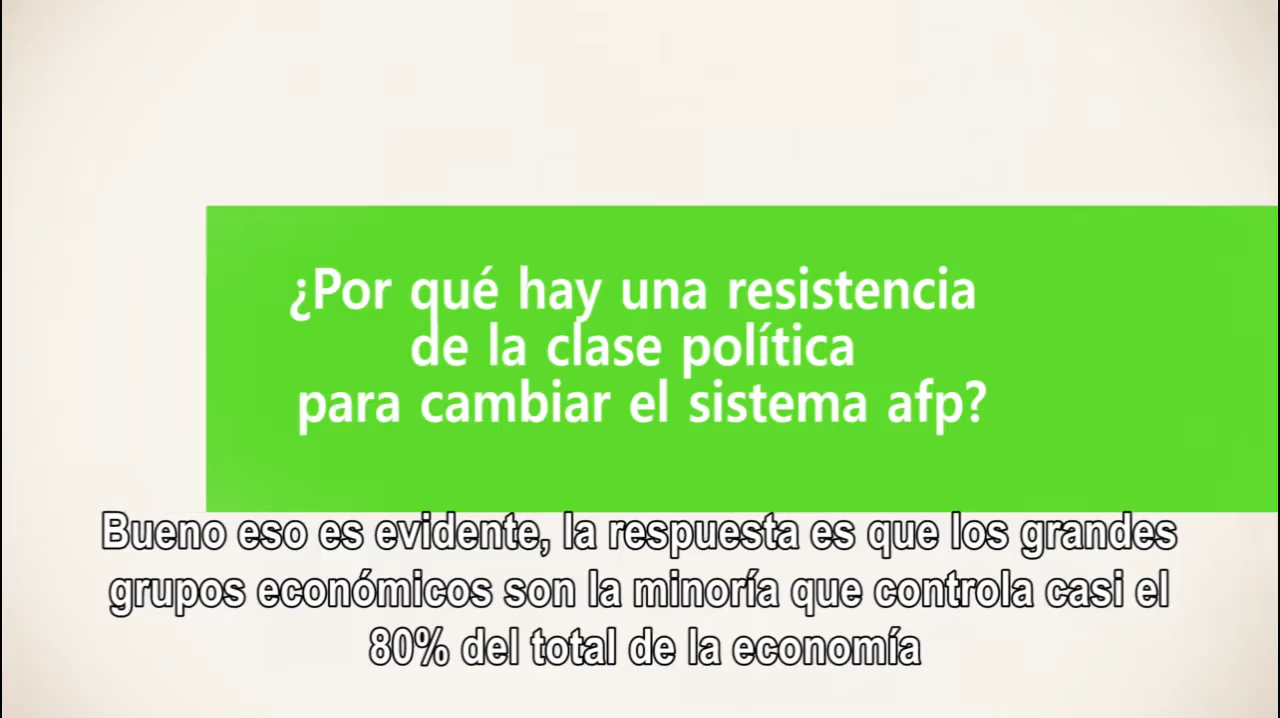 ¿Por qué hay una resistencia
de la clase política
para cambiar el sistema afp?
Bueno eso es evidente, la respuesta es que los grandes
grupos económicos son la minoría que controla casi el
80% del total de la economía